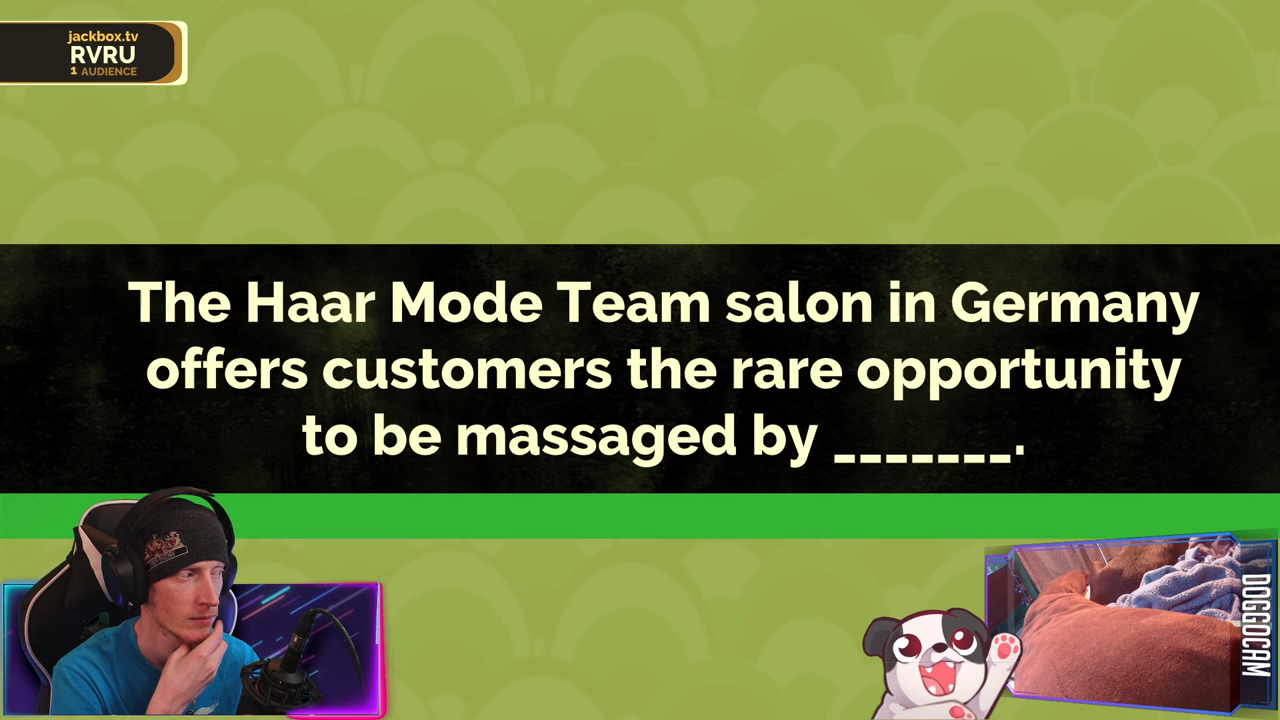 jackbox.tv
RVRU
1 AUDIENCE
The Haar Mode Team salon in Germany
offers customers the rare opportunity
to be massaged by _______.
DOGGOCAM